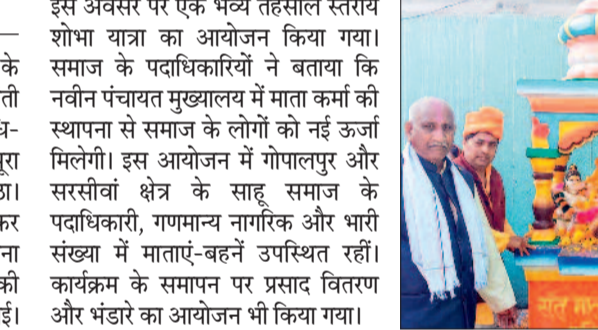 इस अवसर पर एक भव्य तहसील स्तरीय
शोभा यात्रा का आयोजन किया गया।
के
समाज के पदाधिकारियों ने बताया कि
ती
नवीन पंचायत मुख्यालय में माता कर्मा की
स्थापना से समाज के लोगों को नई ऊर्जा
मिलेगी। इस आयोजन में गोपालपुर और
सरसीवां क्षेत्र के साहू समाज के
कर
पदाधिकारी, गणमान्य नागरिक और भारी
ना
संख्या में माताएं-बहनें उपस्थित रहीं।
की
कार्यक्रम के समापन पर प्रसाद वितरण
ई।
और भंडारे का आयोजन भी किया गया।